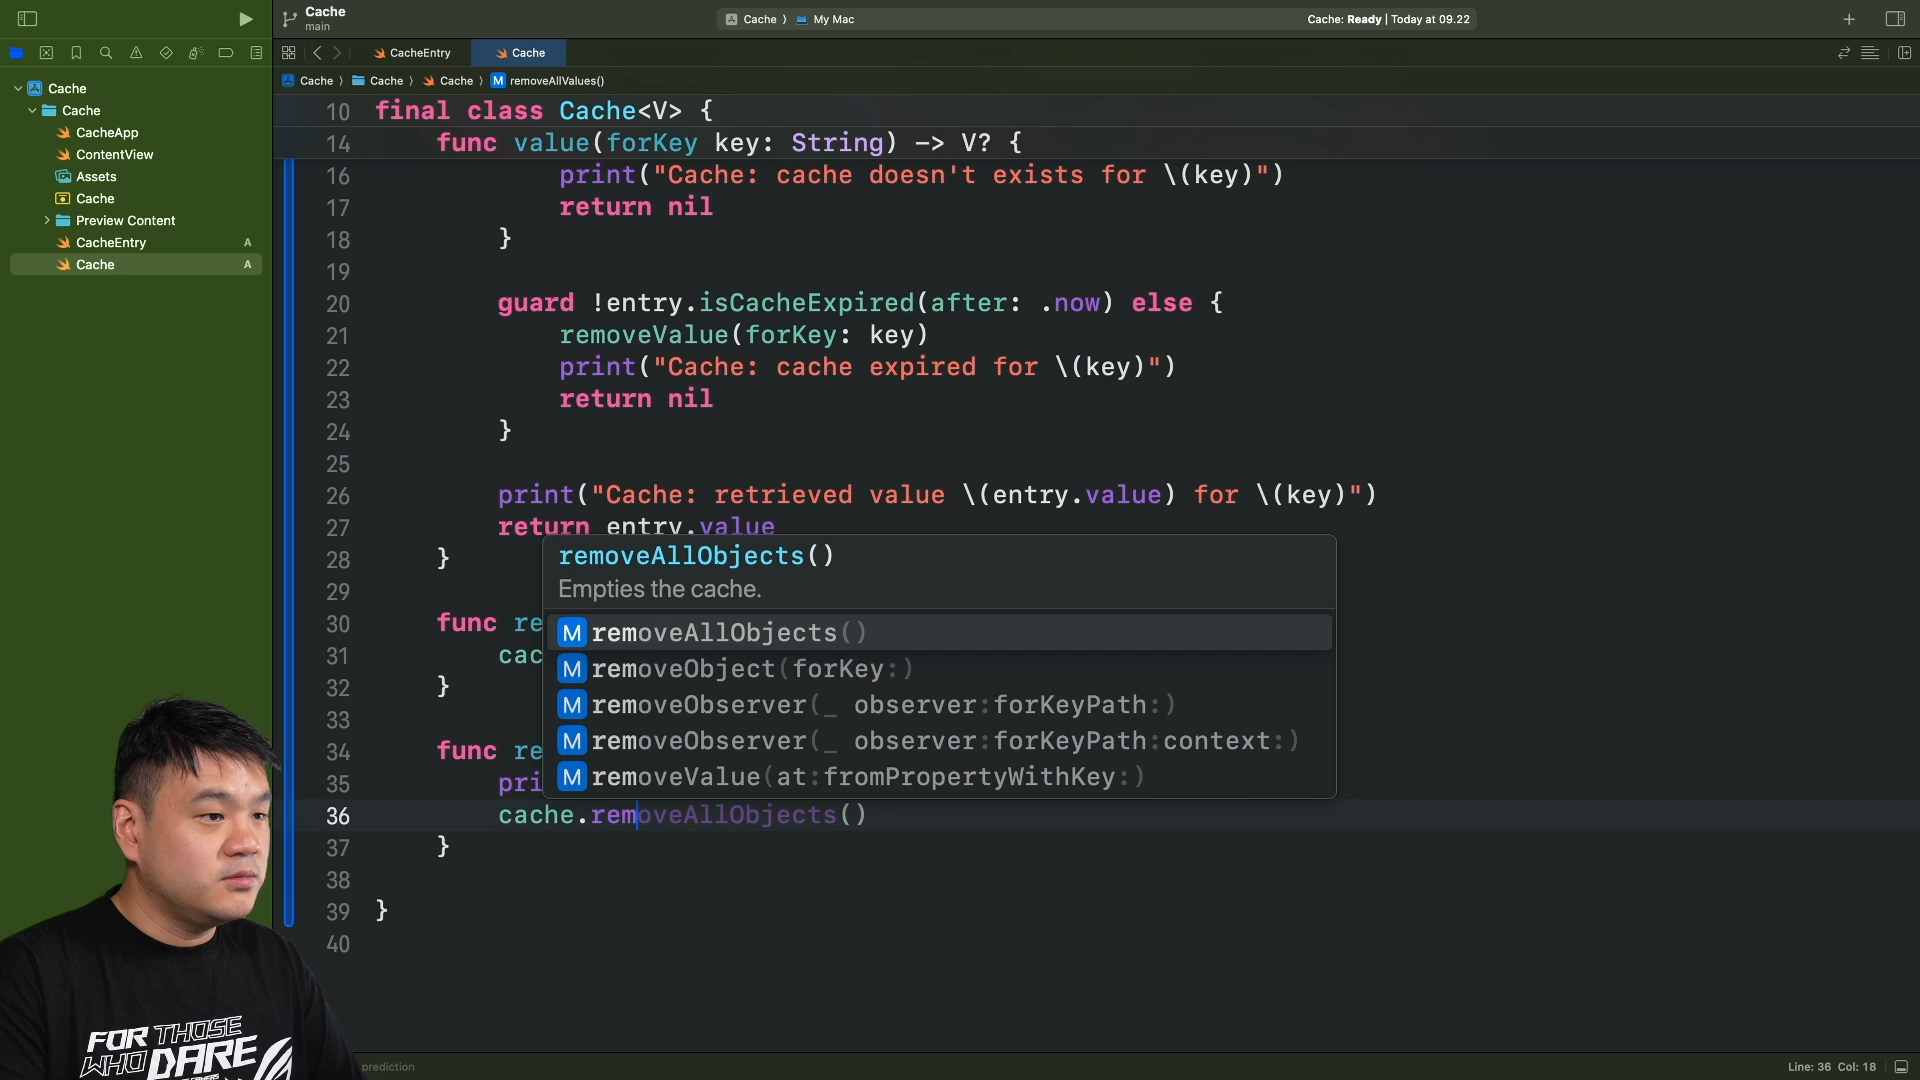 Cache
main
Cache ⟩ My Mac
Cache: Ready | Today at 09.22
CacheEntry
Cache
Cache ⟩ Cache ⟩ Cache ⟩ M removeAllValues()
Cache
Cache
CacheApp
ContentView
Assets
Cache
Preview Content
CacheEntry A
Cache A
10 final class Cache<V> {
14 func value(forKey key: String) -> V? {
16 print("Cache: cache doesn't exists for \(key)")
17 return nil
18 }
19
20 guard !entry.isCacheExpired(after: .now) else {
21 removeValue(forKey: key)
22 print("Cache: cache expired for \(key)")
23 return nil
24 }
25
26 print("Cache: retrieved value \(entry.value) for \(key)")
27 return entry.value
28 }
29
30 func re
31 cac
32 }
33
34 func re
35 pri
36 cache.removeAllObjects()
37 }
38
39 }
40
removeAllObjects()
Empties the cache.
M removeAllObjects()
M removeObject(forKey:)
M removeObserver(_ observer:forKeyPath:)
M removeObserver(_ observer:forKeyPath:context:)
M removeValue(at:fromPropertyWithKey:)
FOR THOSE
WHO DARE
prediction
Line: 36 Col: 18